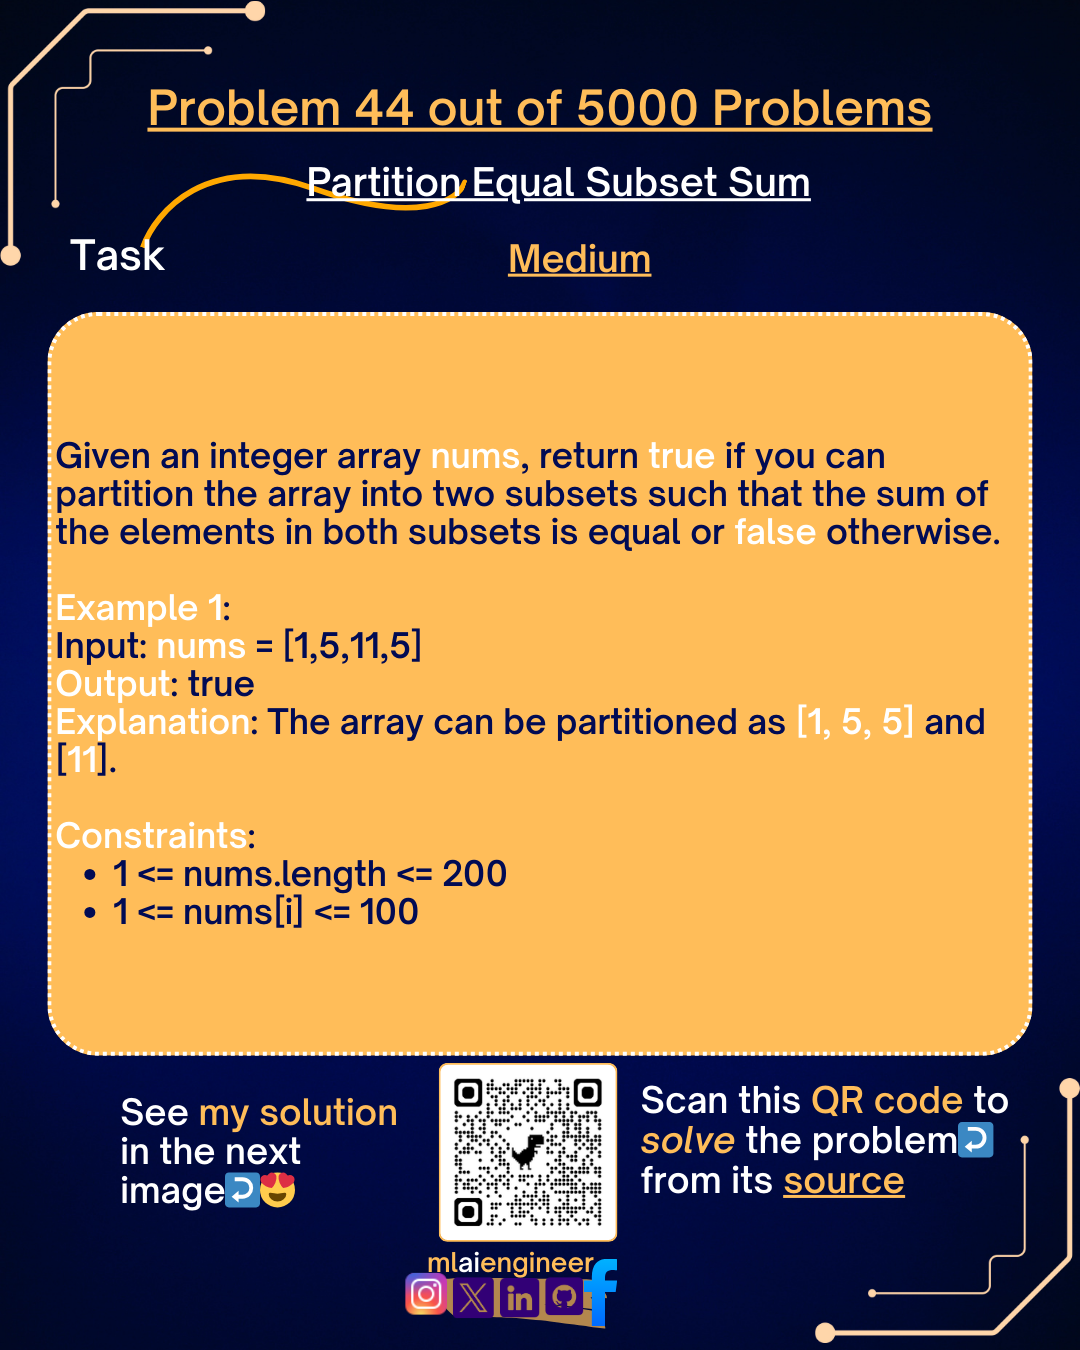 Problem 44 out of 5000 Problems
Partition Equal Subset Sum
Task
Medium
Given an integer array nums, return true if you can
partition the array into two subsets such that the sum of
the elements in both subsets is equal or false otherwise.
Example 1:
Input: nums = [1,5,11,5]
Output: true
Explanation: The array can be partitioned as [1, 5, 5] and
[11].
Constraints:
• 1 <= nums.length <= 200
• 1 <= nums[i] <= 100
See my solution
in the next
image↩️😍
Scan this QR code to
solve the problem↩️
from its source
mlaiengineer